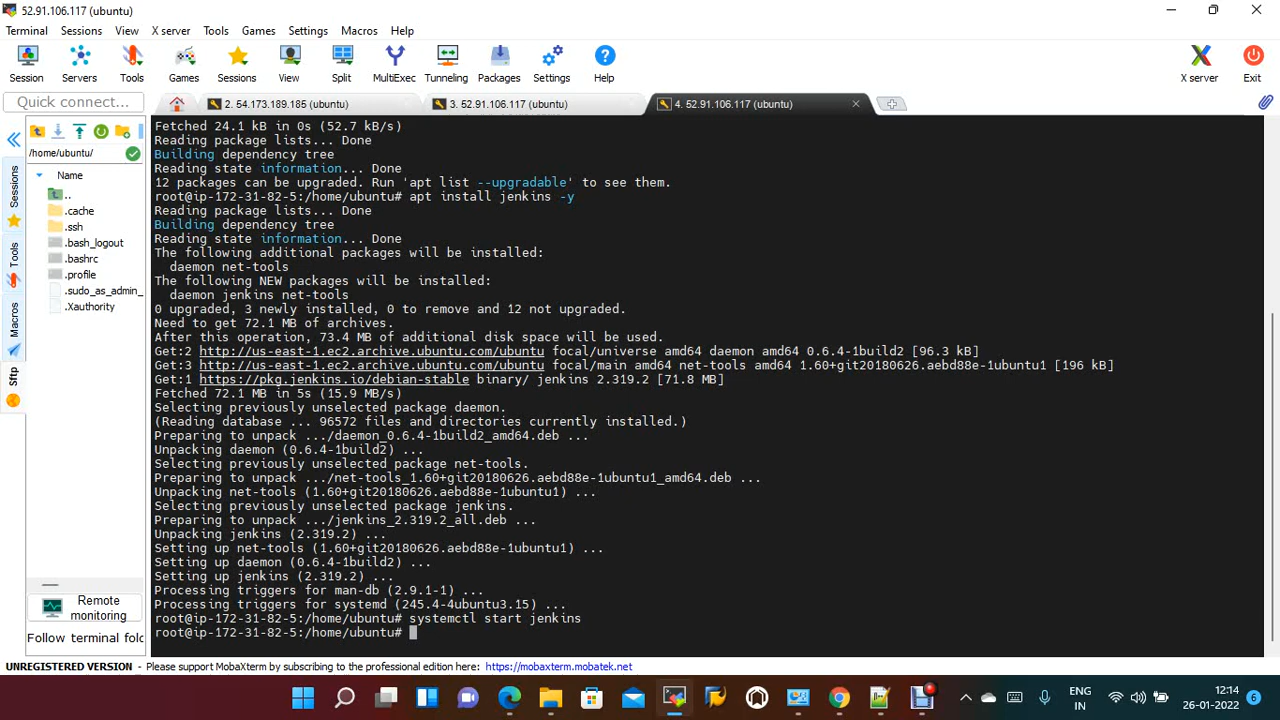 52.91.106.117 (ubuntu)
Terminal Sessions View X server Tools Games Settings Macros Help
Session Servers Tools Games Sessions View Split MultiExec Tunneling Packages Settings Help X server Exit
Quick connect...
2. 54.173.189.185 (ubuntu)
3. 52.91.106.117 (ubuntu)
4. 52.91.106.117 (ubuntu)
/home/ubuntu/
Name
..
.cache
.ssh
.bash_logout
.bashrc
.profile
.sudo_as_admin_
.Xauthority
Sessions
Tools
Macros
Sftp
Remote
monitoring
Follow terminal fold
Fetched 24.1 kB in 0s (52.7 kB/s)
Reading package lists... Done
Building dependency tree
Reading state information... Done
12 packages can be upgraded. Run 'apt list --upgradable' to see them.
root@ip-172-31-82-5:/home/ubuntu# apt install jenkins -y
Reading package lists... Done
Building dependency tree
Reading state information... Done
The following additional packages will be installed:
daemon net-tools
The following NEW packages will be installed:
daemon jenkins net-tools
0 upgraded, 3 newly installed, 0 to remove and 12 not upgraded.
Need to get 72.1 MB of archives.
After this operation, 73.4 MB of additional disk space will be used.
Get:2 http://us-east-1.ec2.archive.ubuntu.com/ubuntu focal/universe amd64 daemon amd64 0.6.4-1build2 [96.3 kB]
Get:3 http://us-east-1.ec2.archive.ubuntu.com/ubuntu focal/main amd64 net-tools amd64 1.60+git20180626.aebd88e-1ubuntu1 [196 kB]
Get:1 https://pkg.jenkins.io/debian-stable binary/ jenkins 2.319.2 [71.8 MB]
Fetched 72.1 MB in 5s (15.9 MB/s)
Selecting previously unselected package daemon.
(Reading database ... 96572 files and directories currently installed.)
Preparing to unpack .../daemon_0.6.4-1build2_amd64.deb ...
Unpacking daemon (0.6.4-1build2) ...
Selecting previously unselected package net-tools.
Preparing to unpack .../net-tools_1.60+git20180626.aebd88e-1ubuntu1_amd64.deb ...
Unpacking net-tools (1.60+git20180626.aebd88e-1ubuntu1) ...
Selecting previously unselected package jenkins.
Preparing to unpack .../jenkins_2.319.2_all.deb ...
Unpacking jenkins (2.319.2) ...
Setting up net-tools (1.60+git20180626.aebd88e-1ubuntu1) ...
Setting up daemon (0.6.4-1build2) ...
Setting up jenkins (2.319.2) ...
Processing triggers for man-db (2.9.1-1) ...
Processing triggers for systemd (245.4-4ubuntu3.15) ...
root@ip-172-31-82-5:/home/ubuntu# systemctl start jenkins
root@ip-172-31-82-5:/home/ubuntu#
UNREGISTERED VERSION - Please support MobaXterm by subscribing to the professional edition here: https://mobaxterm.mobatek.net
ENG
IN
12:14
26-01-2022
6